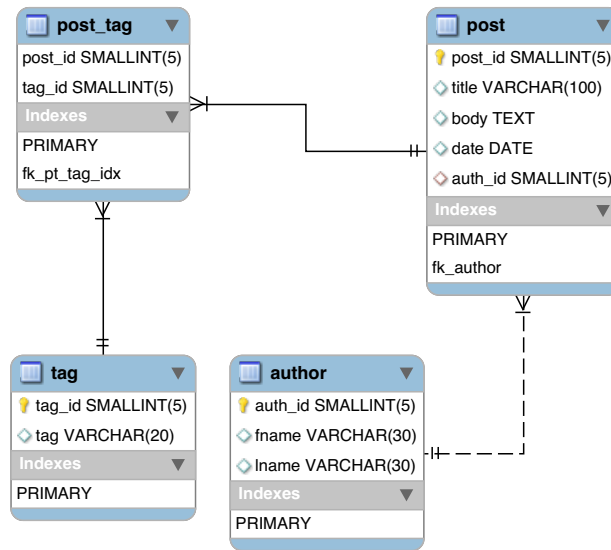 post_tag
post_id SMALLINT(5)
tag_id SMALLINT(5)
Indexes
PRIMARY
fk_pt_tag_idx
post
post_id SMALLINT(5)
title VARCHAR(100)
body TEXT
date DATE
auth_id SMALLINT(5)
Indexes
PRIMARY
fk_author
tag
tag_id SMALLINT(5)
tag VARCHAR(20)
Indexes
PRIMARY
author
auth_id SMALLINT(5)
fname VARCHAR(30)
lname VARCHAR(30)
Indexes
PRIMARY